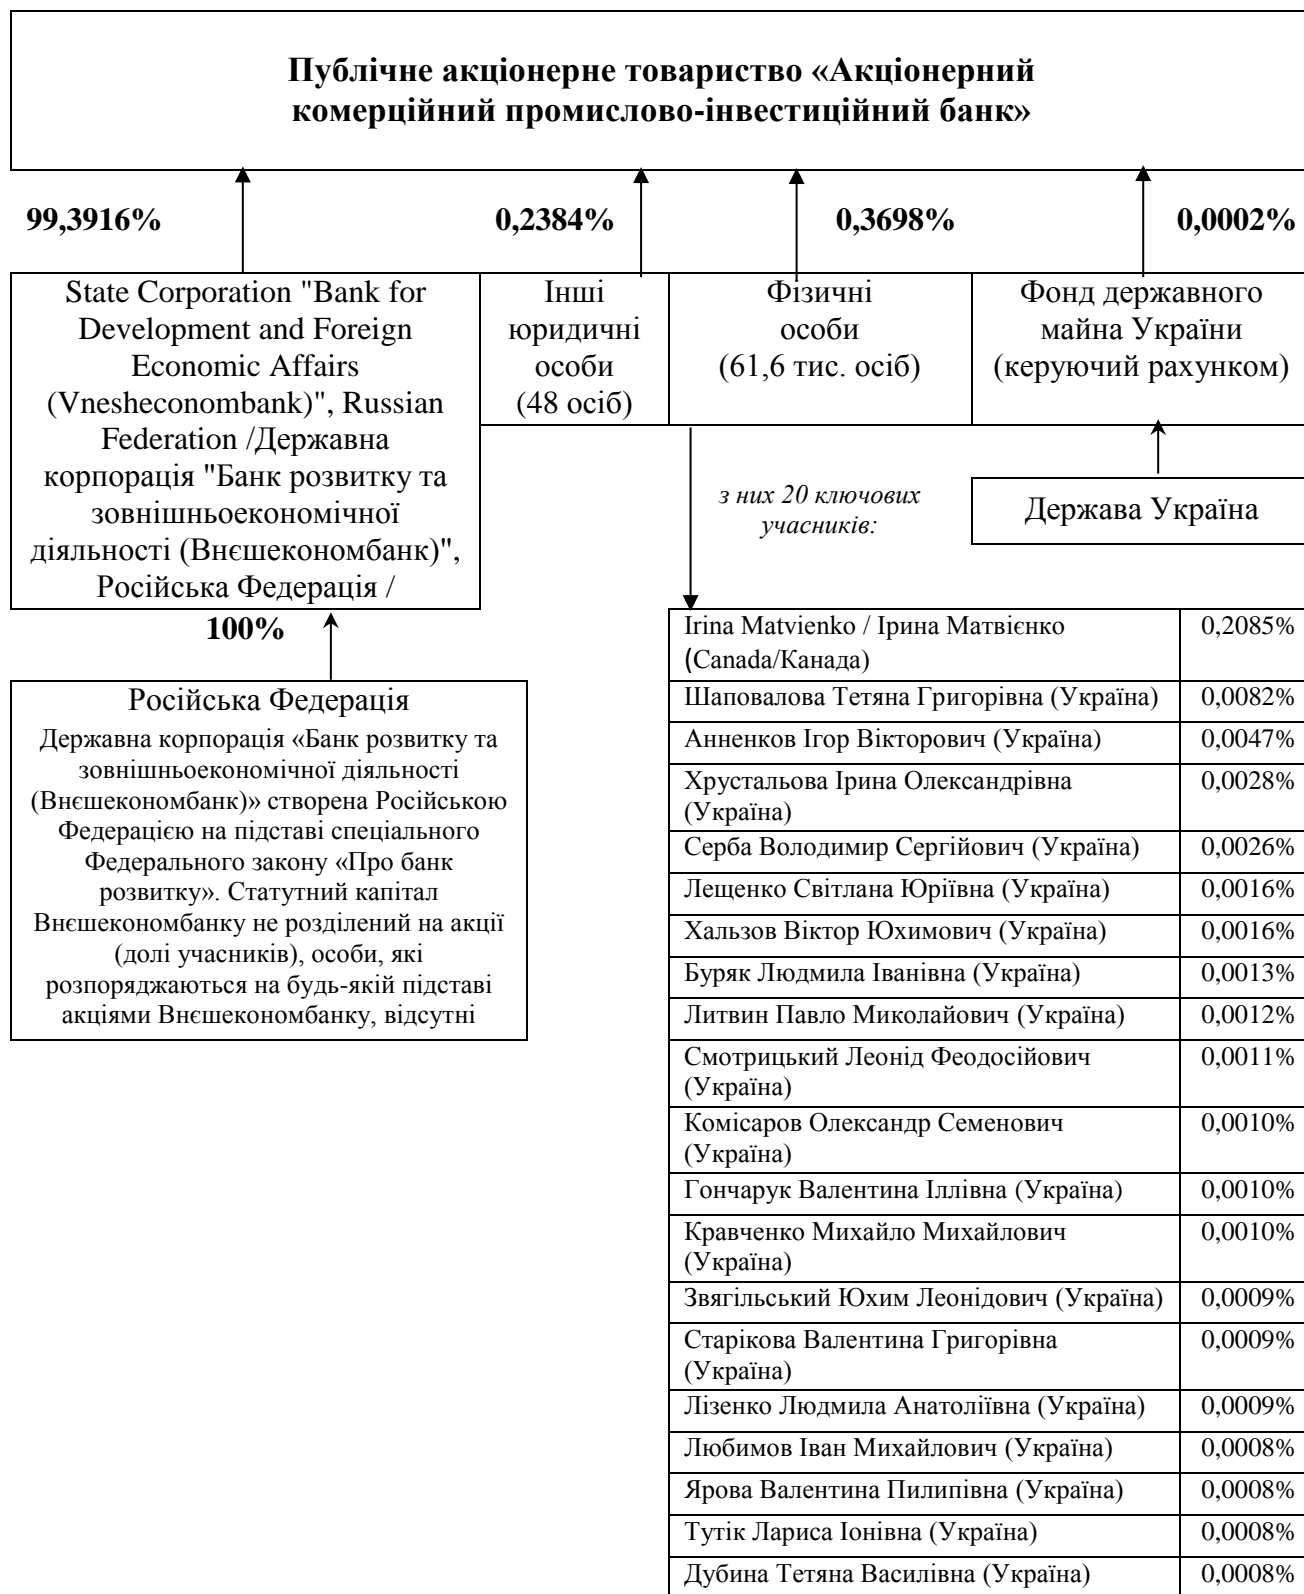 Публічне акціонерне товариство «Акціонерний
комерційний промислово-інвестиційний банк»
99,3916%
0,2384%
0,3698%
0,0002%
State Corporation "Bank for
Development and Foreign
Economic Affairs
(Vnesheconombank)", Russian
Federation /Державна
корпорація "Банк розвитку та
зовнішньоекономічної
діяльності (Внєшекономбанк)",
Російська Федерація /
Інші
юридичні
особи
(48 осіб)
Фізичні
особи
(61,6 тис. осіб)
Фонд державного
майна України
(керуючий рахунком)
з них 20 ключових
учасників:
Держава Україна
100%
Російська Федерація
Державна корпорація «Банк розвитку та
зовнішньоекономічної діяльності
(Внєшекономбанк)» створена Російською
Федерацією на підставі спеціального
Федерального закону «Про банк
розвитку». Статутний капітал
Внєшекономбанку не розділений на акції
(долі учасників), особи, які
розпоряджаються на будь-якій підставі
акціями Внєшекономбанку, відсутні
Irina Matvienko / Ірина Матвієнко 0,2085%
(Canada/Канада)
Шаповалова Тетяна Григорівна (Україна) 0,0082%
Анненков Ігор Вікторович (Україна) 0,0047%
Хрустальова Ірина Олександрівна 0,0028%
(Україна)
Серба Володимир Сергійович (Україна) 0,0026%
Лещенко Світлана Юріївна (Україна) 0,0016%
Хальзов Віктор Юхимович (Україна) 0,0016%
Буряк Людмила Іванівна (Україна) 0,0013%
Литвин Павло Миколайович (Україна) 0,0012%
Смотрицький Леонід Феодосійович 0,0011%
(Україна)
Комісаров Олександр Семенович 0,0010%
(Україна)
Гончарук Валентина Іллівна (Україна) 0,0010%
Кравченко Михайло Михайлович 0,0010%
(Україна)
Звягільський Юхим Леонідович (Україна) 0,0009%
Старікова Валентина Григорівна 0,0009%
(Україна)
Лізенко Людмила Анатоліївна (Україна) 0,0009%
Любимов Іван Михайлович (Україна) 0,0008%
Ярова Валентина Пилипівна (Україна) 0,0008%
Тутік Лариса Іонівна (Україна) 0,0008%
Дубина Тетяна Василівна (Україна) 0,0008%